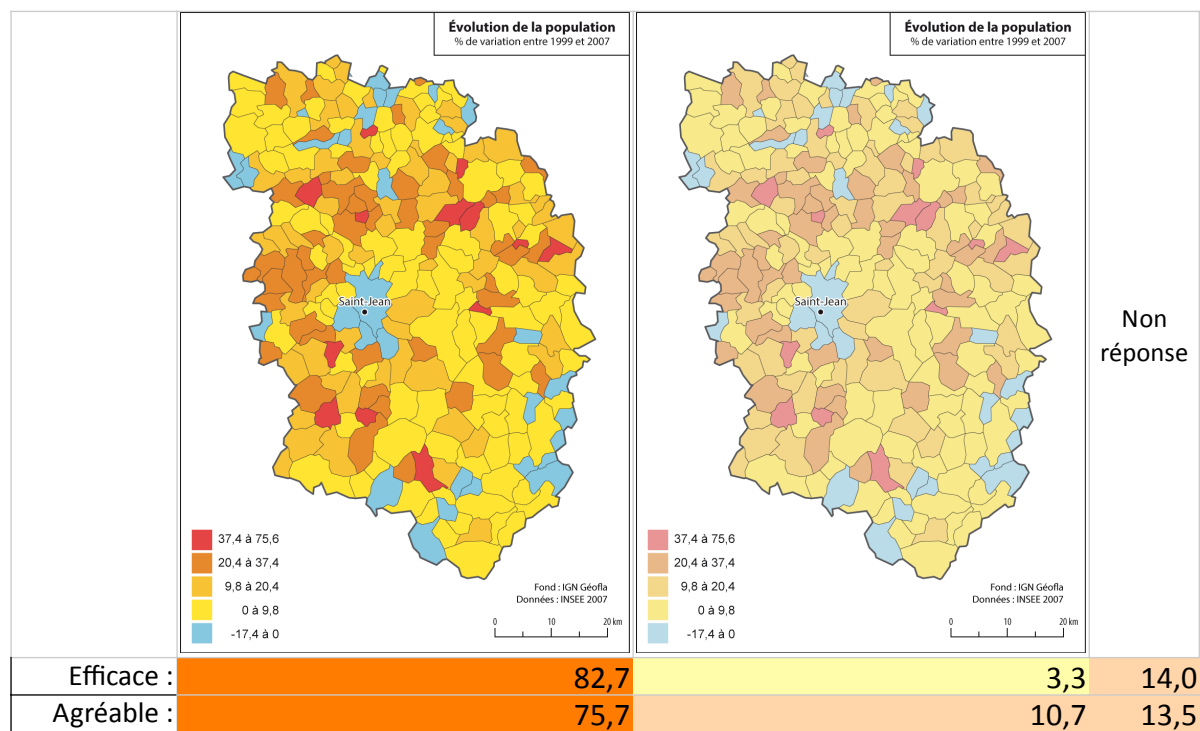 Évolution de la population
% de variation entre 1999 et 2007
Saint-Jean
37,4 à 75,6
20,4 à 37,4
9,8 à 20,4
0 à 9,8
-17,4 à 0
Fond : IGN Géofla
Données : INSEE 2007
0 10 20 km
Évolution de la population
% de variation entre 1999 et 2007
Saint-Jean
37,4 à 75,6
20,4 à 37,4
9,8 à 20,4
0 à 9,8
-17,4 à 0
Fond : IGN Géofla
Données : INSEE 2007
0 10 20 km
Non
réponse
Efficace : 82,7 3,3 14,0
Agréable : 75,7 10,7 13,5